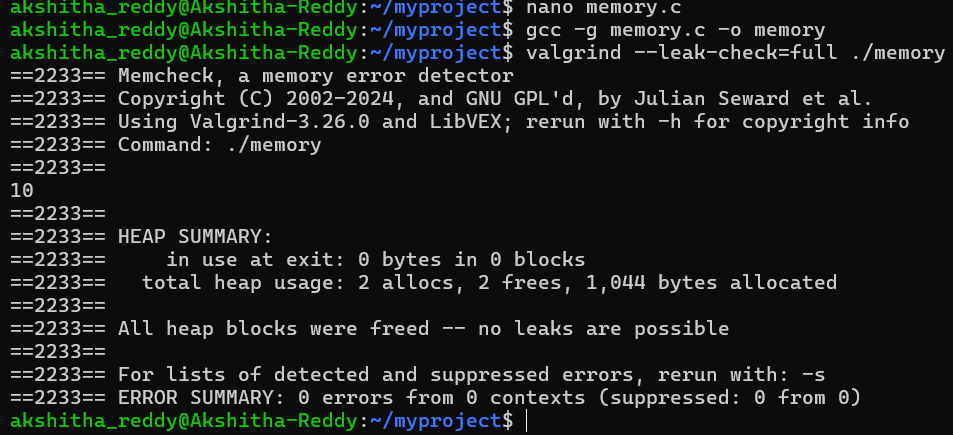 akshitha_reddy@Akshitha-Reddy:~/myproject$ nano memory.c
akshitha_reddy@Akshitha-Reddy:~/myproject$ gcc -g memory.c -o memory
akshitha_reddy@Akshitha-Reddy:~/myproject$ valgrind --leak-check=full ./memory
==2233== Memcheck, a memory error detector
==2233== Copyright (C) 2002-2024, and GNU GPL'd, by Julian Seward et al.
==2233== Using Valgrind-3.26.0 and LibVEX; rerun with -h for copyright info
==2233== Command: ./memory
==2233==
10
==2233==
==2233== HEAP SUMMARY:
==2233==     in use at exit: 0 bytes in 0 blocks
==2233==   total heap usage: 2 allocs, 2 frees, 1,044 bytes allocated
==2233==
==2233== All heap blocks were freed -- no leaks are possible
==2233==
==2233== For lists of detected and suppressed errors, rerun with: -s
==2233== ERROR SUMMARY: 0 errors from 0 contexts (suppressed: 0 from 0)
akshitha_reddy@Akshitha-Reddy:~/myproject$